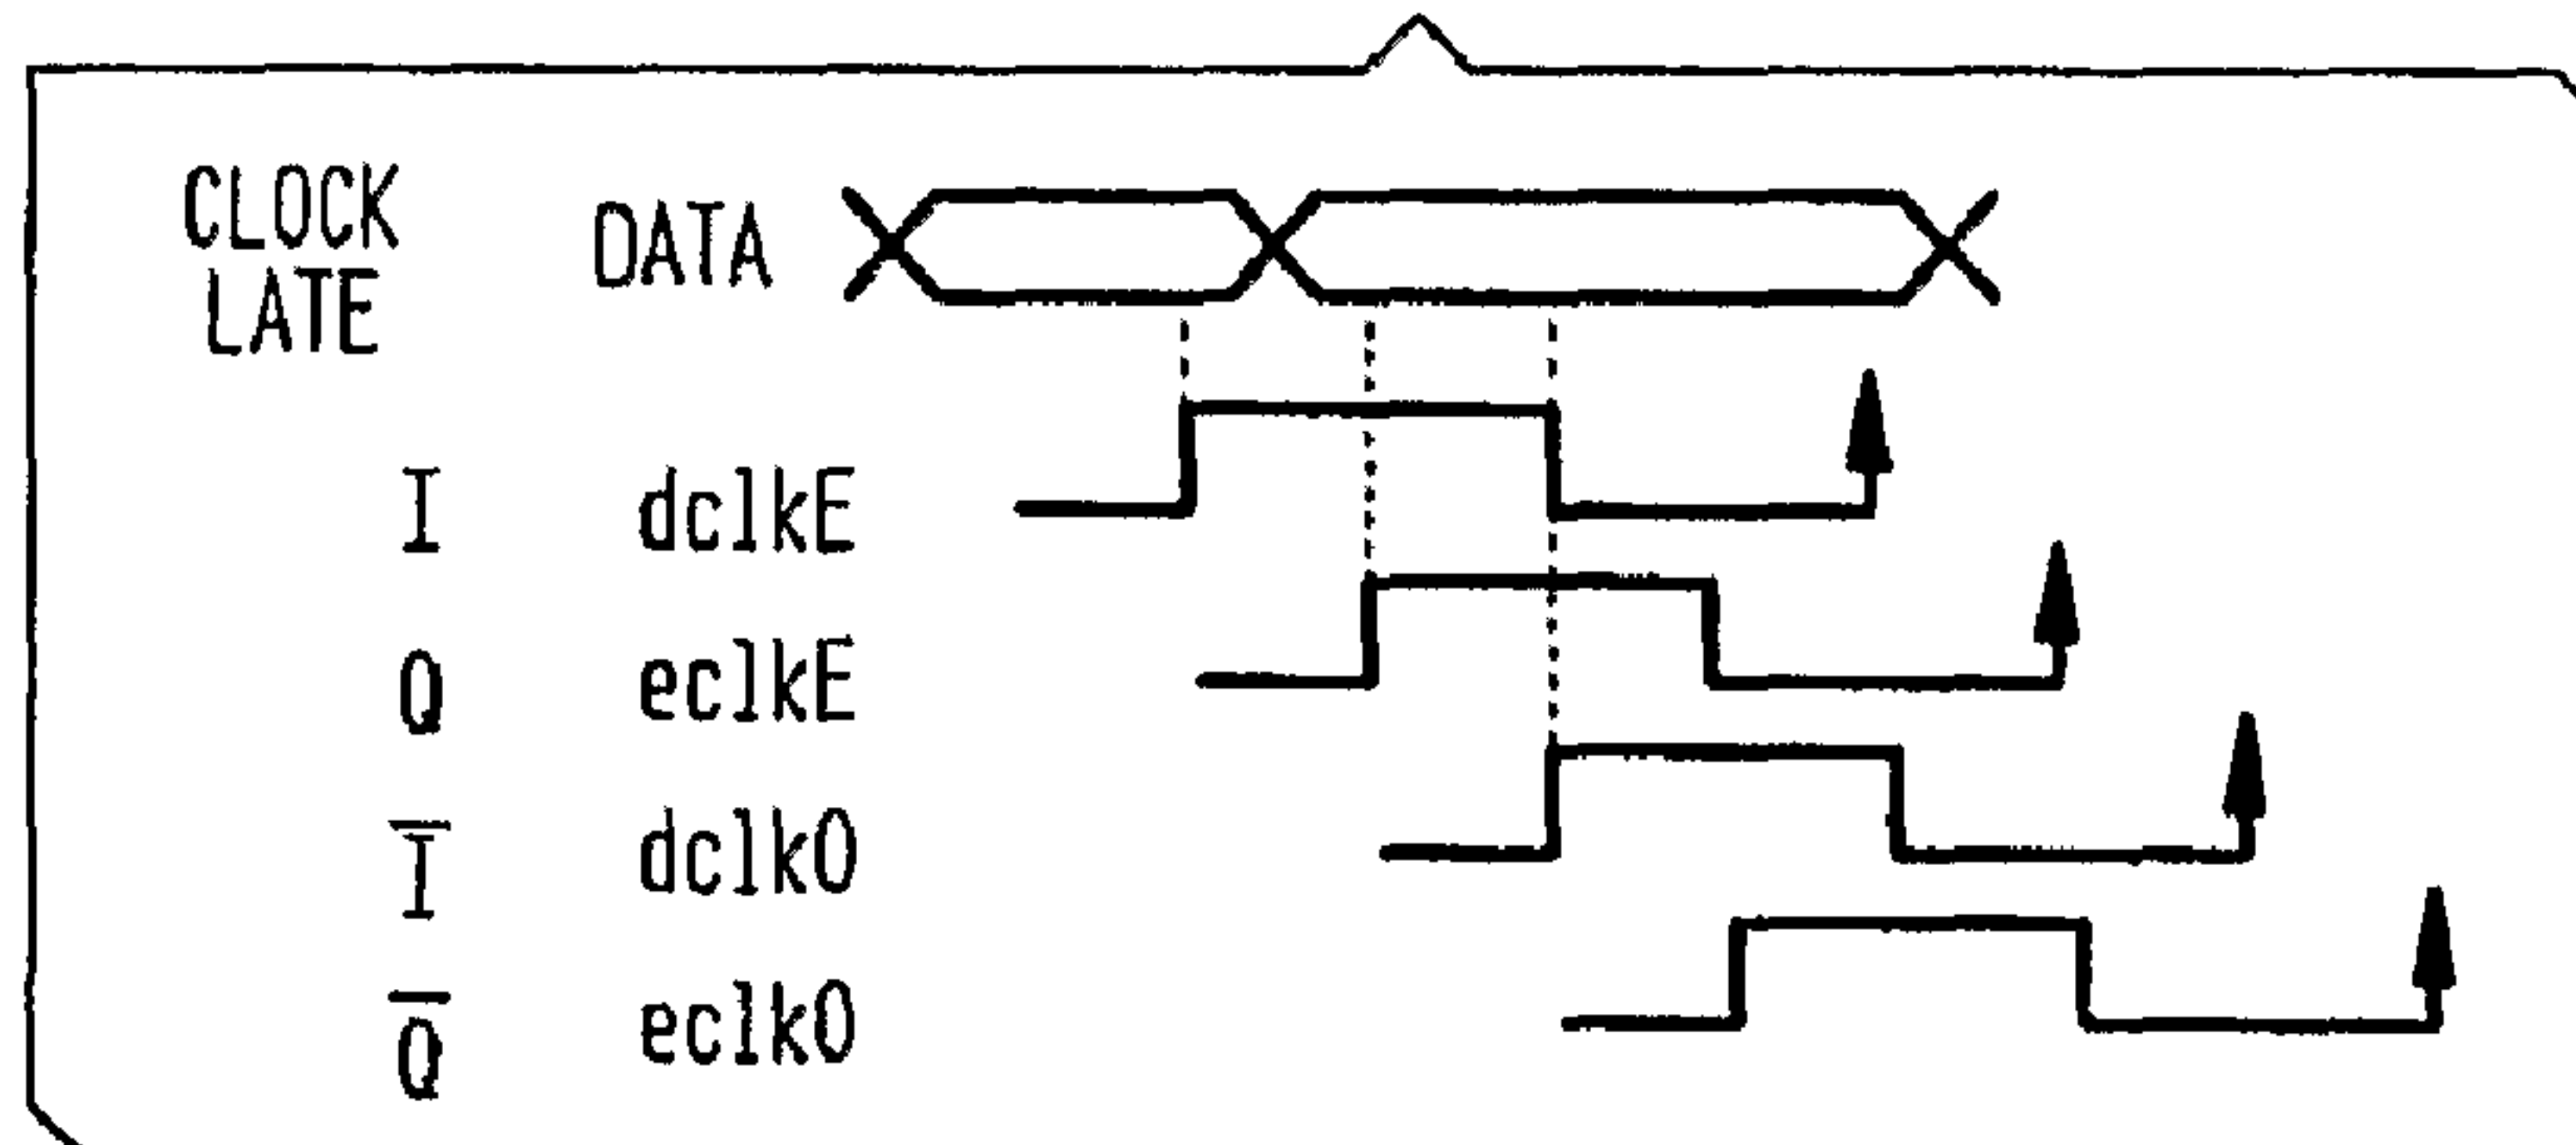 CLOCK
LATE
DATA
I dclkE
Q eclkE
I̅ dclkO
Q̅ eclkO